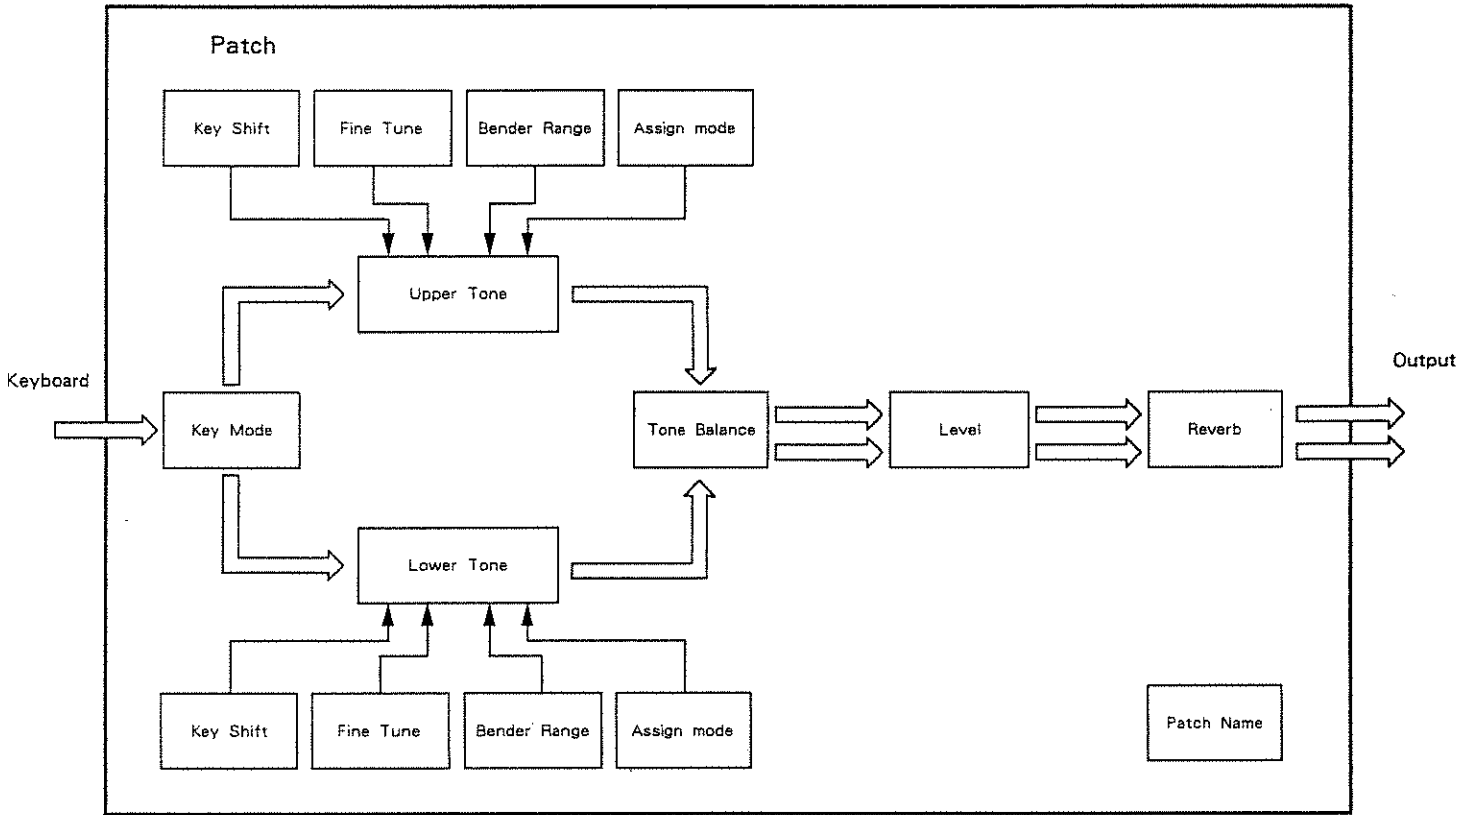 Patch
Key Shift
Fine Tune
Bender Range
Assign mode
Upper Tone
Keyboard
Key Mode
Tone Balance
Level
Reverb
Output
Lower Tone
Key Shift
Fine Tune
Bender Range
Assign mode
Patch Name